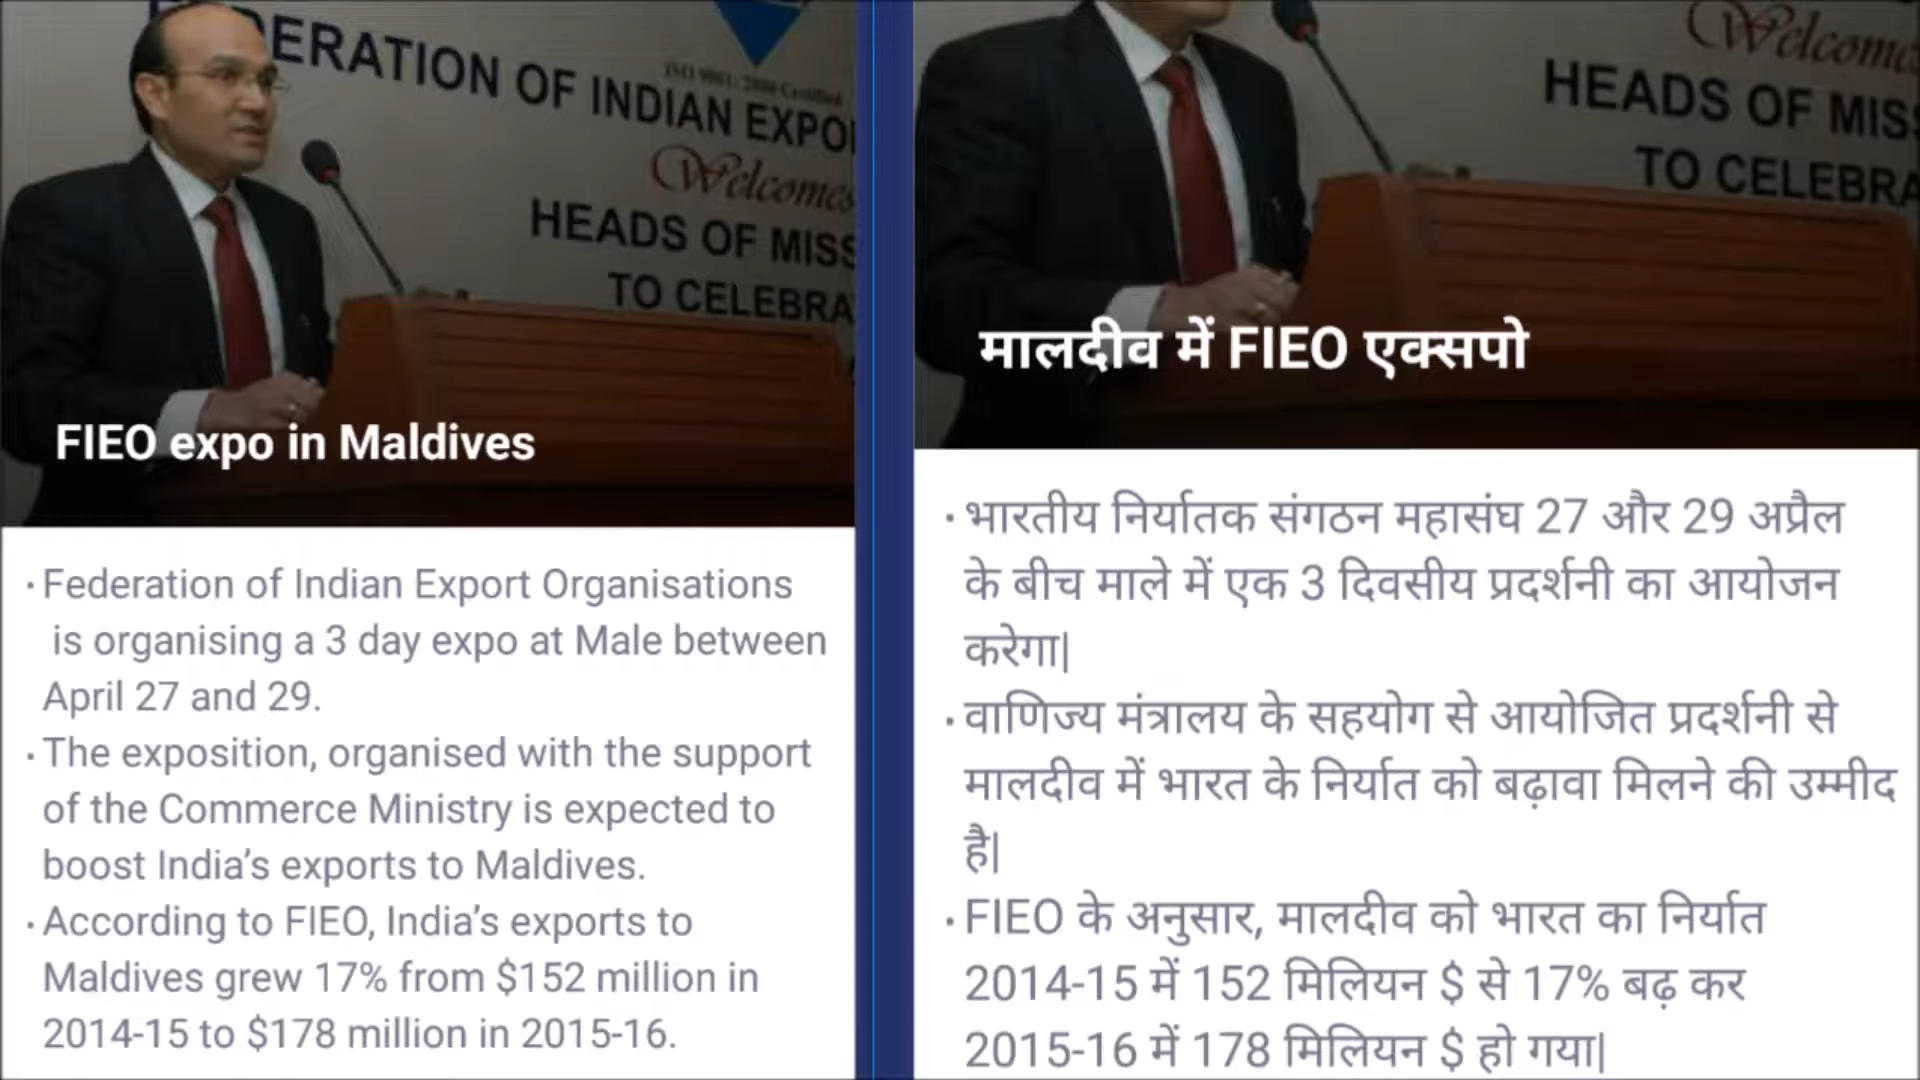 ERATION OF INDIAN EXPO
ISO 9001: 2000 Certified
Welcomes
HEADS OF MISS
TO CELEBRA
FIEO expo in Maldives
· Federation of Indian Export Organisations
is organising a 3 day expo at Male between
April 27 and 29.
· The exposition, organised with the support
of the Commerce Ministry is expected to
boost India’s exports to Maldives.
· According to FIEO, India’s exports to
Maldives grew 17% from $152 million in
2014-15 to $178 million in 2015-16.
Welcomes
HEADS OF MISS
TO CELEBRA
मालदीव में FIEO एक्सपो
· भारतीय निर्यातक संगठन महासंघ 27 और 29 अप्रैल
के बीच माले में एक 3 दिवसीय प्रदर्शनी का आयोजन
करेगा|
· वाणिज्य मंत्रालय के सहयोग से आयोजित प्रदर्शनी से
मालदीव में भारत के निर्यात को बढ़ावा मिलने की उम्मीद
है|
· FIEO के अनुसार, मालदीव को भारत का निर्यात
2014-15 में 152 मिलियन $ से 17% बढ़ कर
2015-16 में 178 मिलियन $ हो गया|